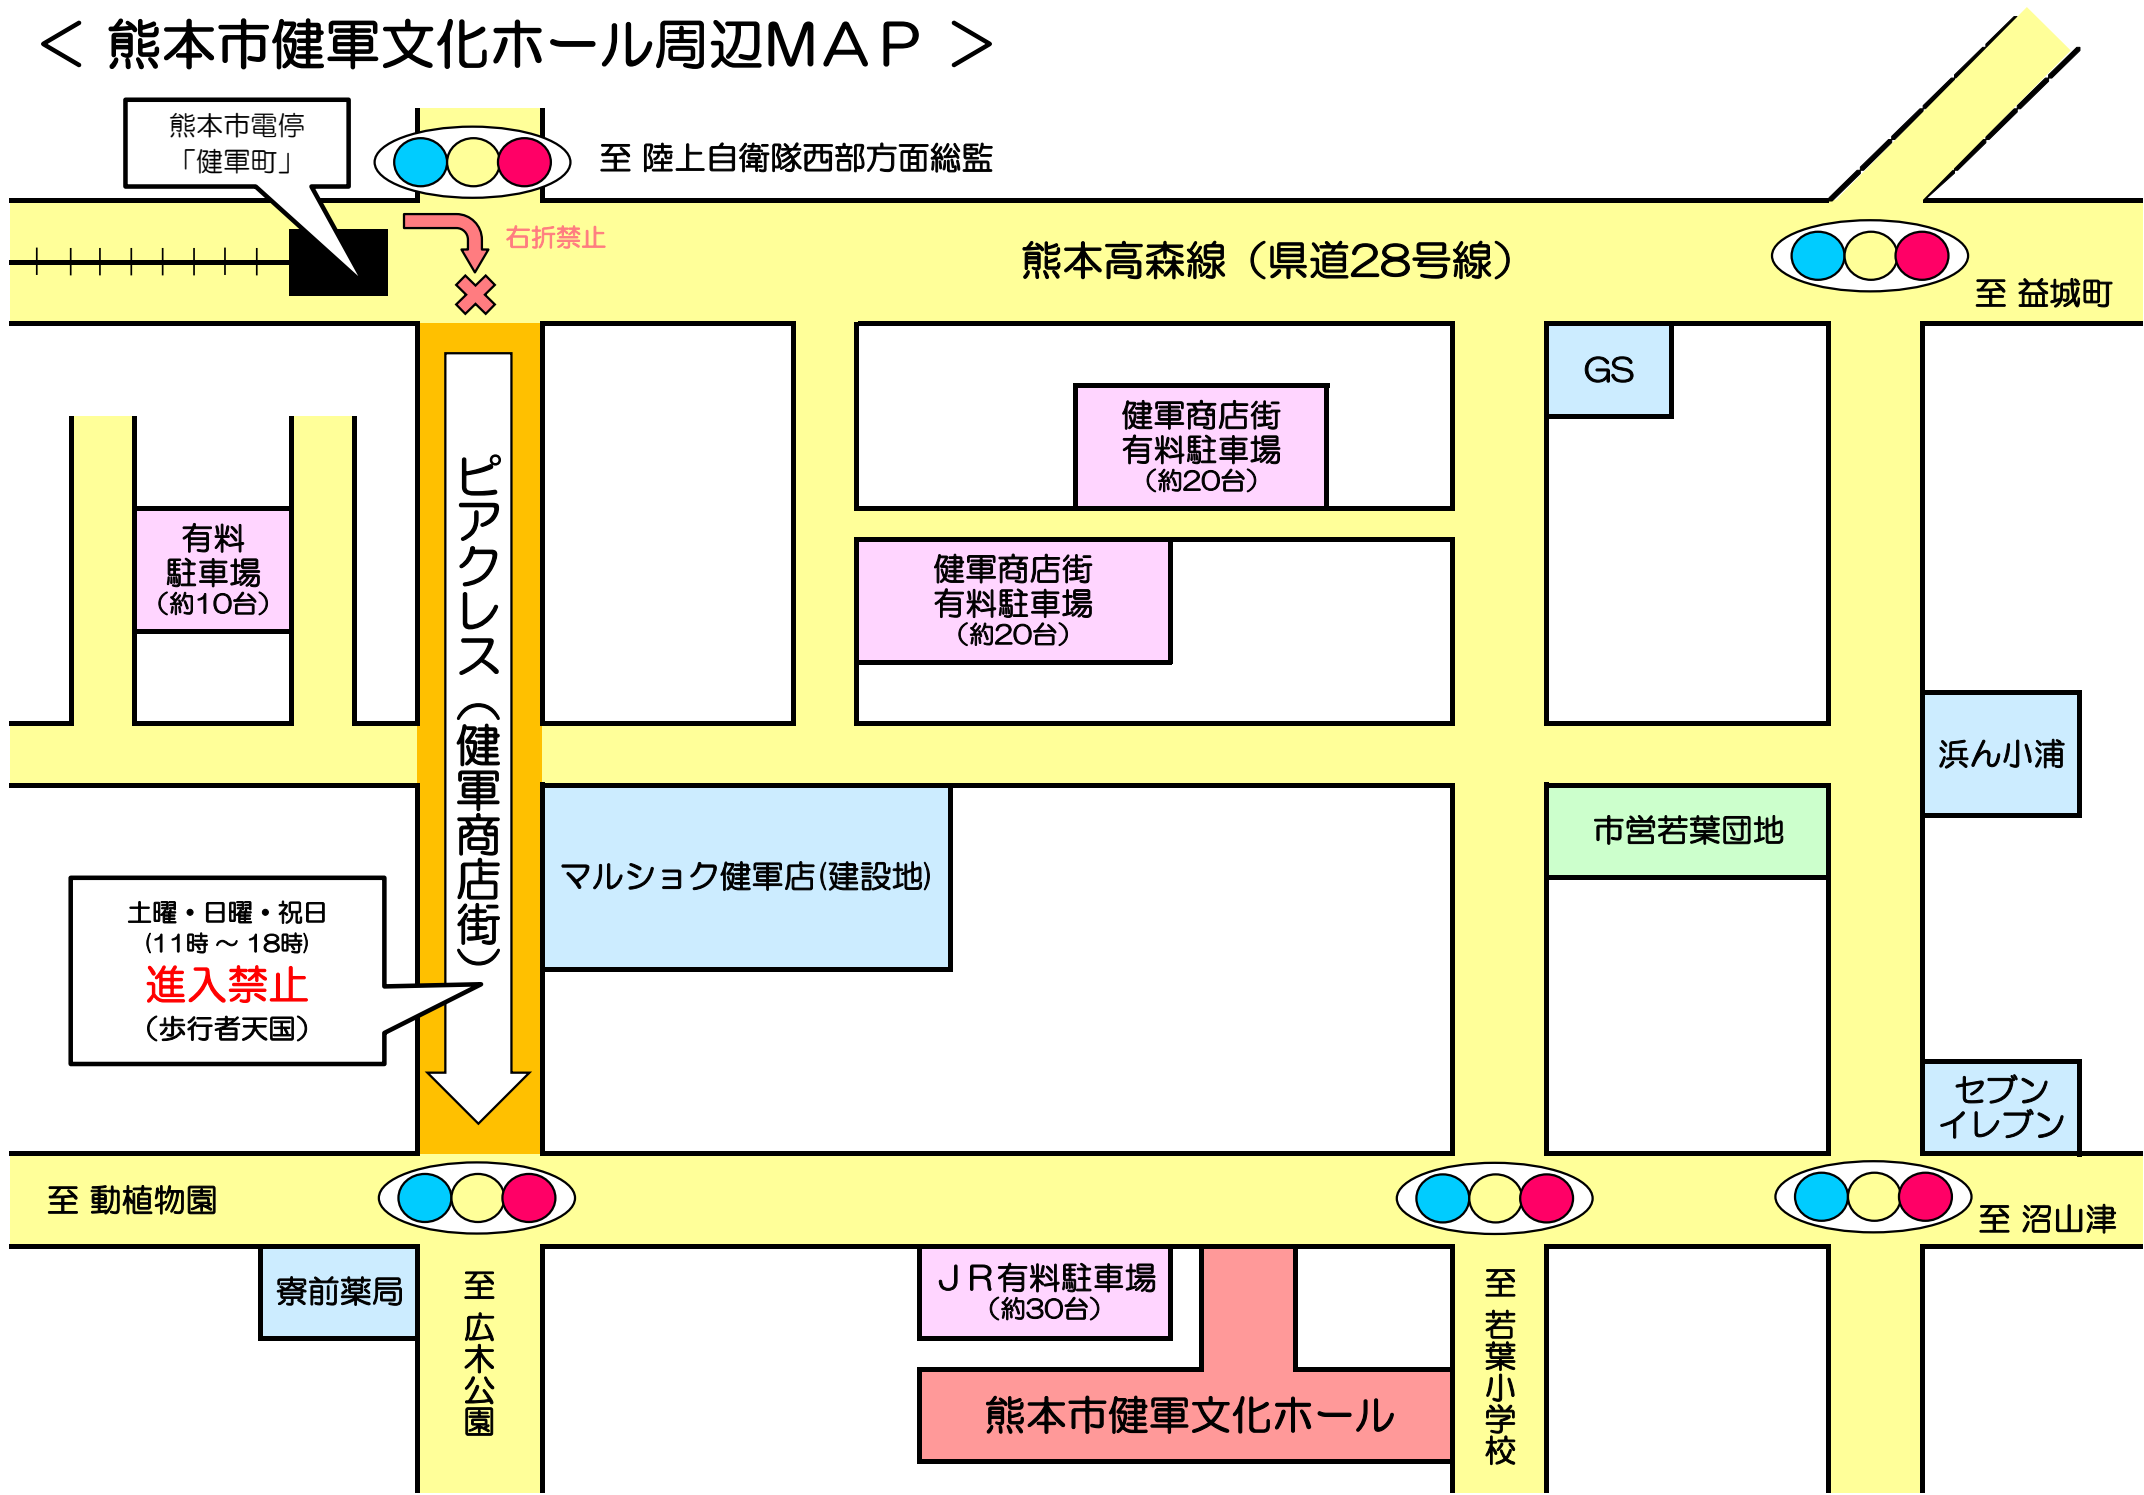 ＜ 熊本市健軍文化ホール周辺ＭＡＰ ＞
熊本市電停
「健軍町」
至 陸上自衛隊西部方面総監
右折禁止
熊本高森線（県道28号線）
至 益城町
GS
健軍商店街
有料駐車場
（約20台）
有料
駐車場
（約10台）
健軍商店街
有料駐車場
（約20台）
ピアクレス（健軍商店街）
浜ん小浦
市営若葉団地
マルショク健軍店(建設地)
土曜・日曜・祝日
(11時 ～ 18時)
進入禁止
（歩行者天国）
セブン
イレブン
至 動植物園
至 沼山津
寮前薬局
至 広木公園
ＪＲ有料駐車場
（約30台）
至 若葉小学校
熊本市健軍文化ホール